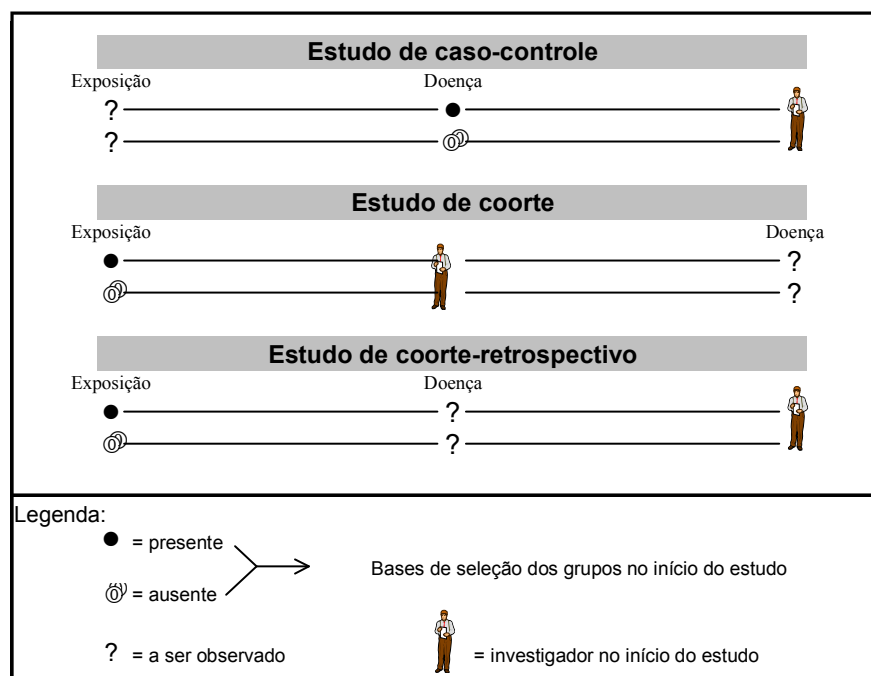 Estudo de caso-controle
Exposição Doença
?
?
Estudo de coorte
Exposição Doença
?
?
Estudo de coorte-retrospectivo
Exposição Doença
?
?
Legenda:
= presente
Bases de seleção dos grupos no início do estudo
= ausente
? = a ser observado = investigador no início do estudo